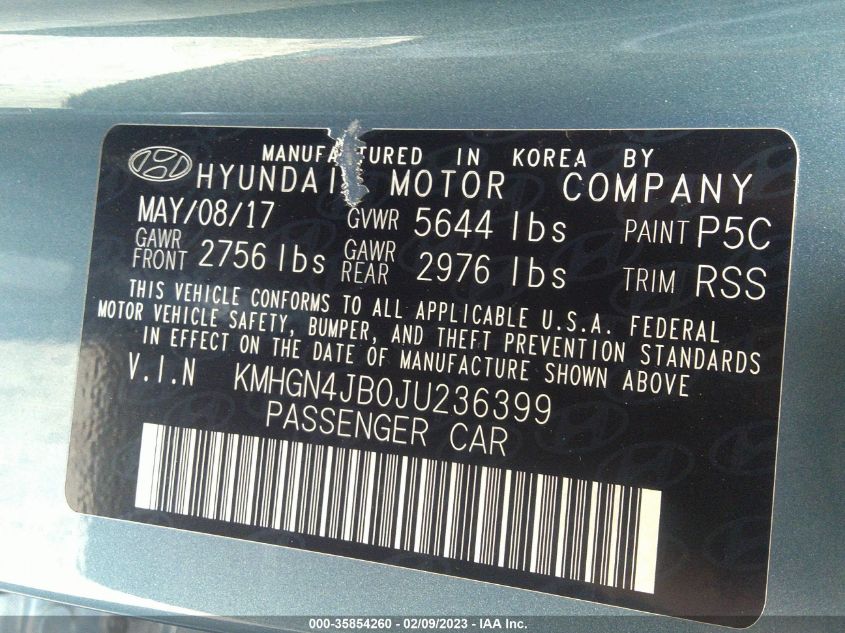 MANUFACTURED IN KOREA BY
HYUNDAI MOTOR COMPANY
MAY/08/17 GVWR 5644 lbs PAINT P5C
GAWR FRONT 2756 lbs GAWR REAR 2976 lbs TRIM RSS
THIS VEHICLE CONFORMS TO ALL APPLICABLE U.S.A. FEDERAL
MOTOR VEHICLE SAFETY, BUMPER, AND THEFT PREVENTION STANDARDS
IN EFFECT ON THE DATE OF MANUFACTURE SHOWN ABOVE
V.I.N KMHGN4JB0JU236399
PASSENGER CAR
000-35854260 - 02/09/2023 - IAA Inc.